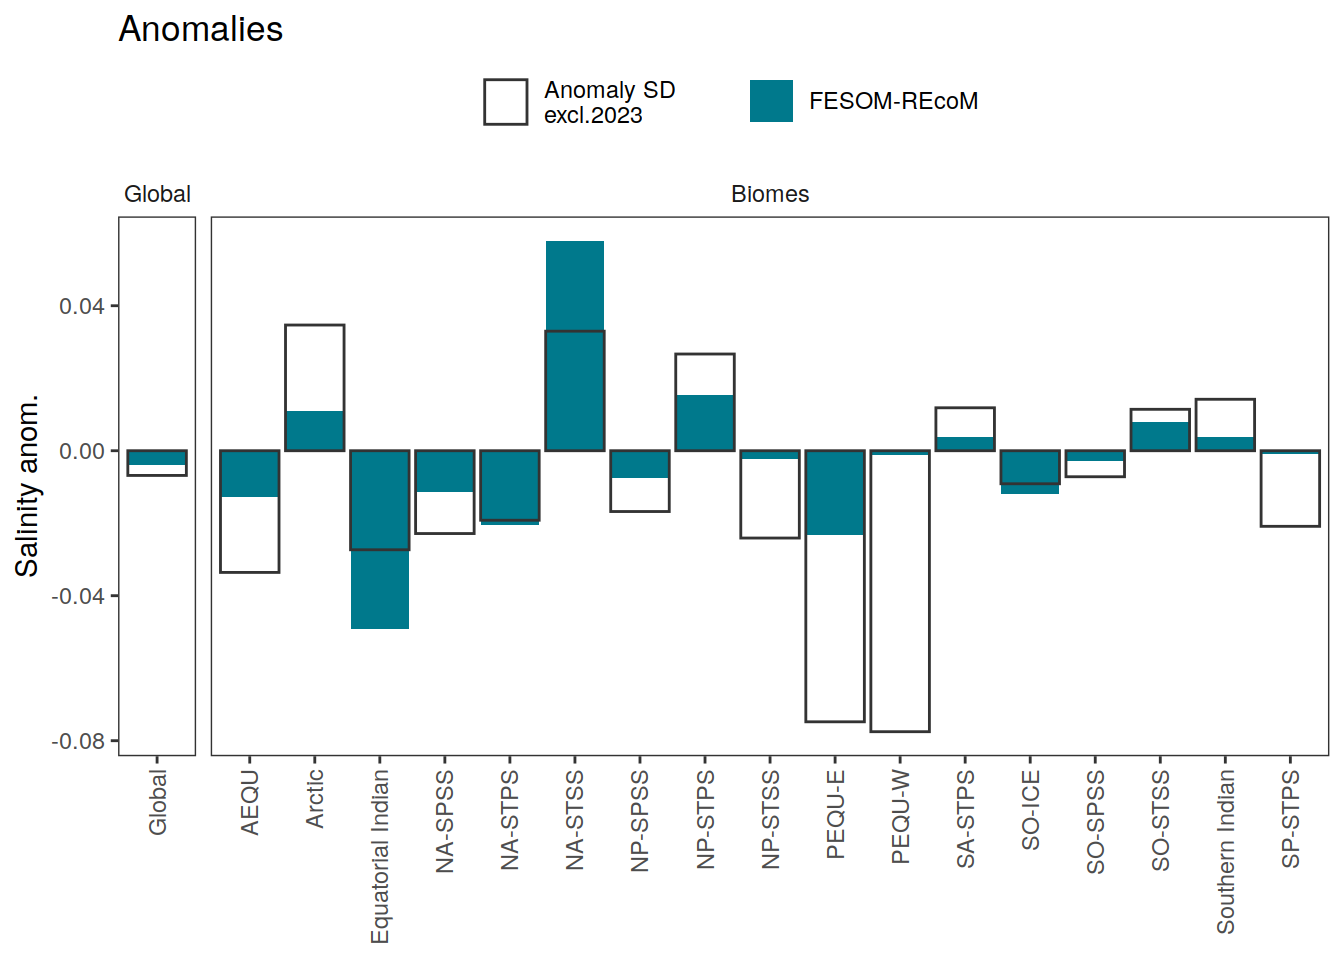 Anomalies
Anomaly SD
excl.2023
FESOM-REcoM
Global
Biomes
Salinity anom.
0.04
0.00
-0.04
-0.08
Global
AEQU
Arctic
Equatorial Indian
NA-SPSS
NA-STPS
NA-STSS
NP-SPSS
NP-STPS
NP-STSS
PEQU-E
PEQU-W
SA-STPS
SO-ICE
SO-SPSS
SO-STSS
Southern Indian
SP-STPS